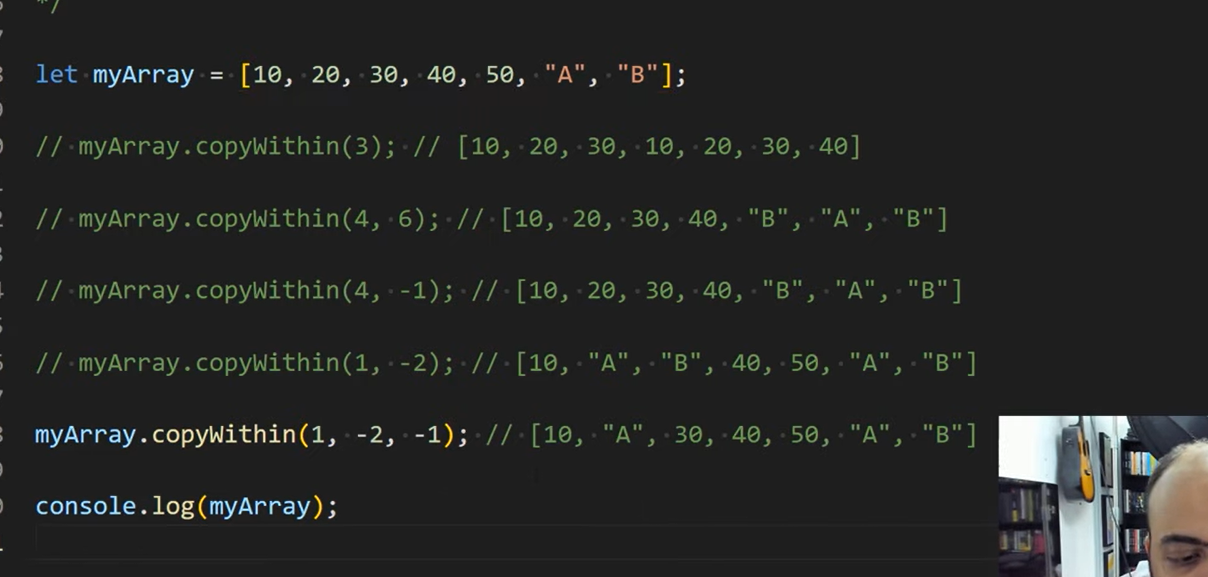 */
let myArray = [10, 20, 30, 40, 50, "A", "B"];
// myArray.copyWithin(3); // [10, 20, 30, 10, 20, 30, 40]
// myArray.copyWithin(4, 6); // [10, 20, 30, 40, "B", "A", "B"]
// myArray.copyWithin(4, -1); // [10, 20, 30, 40, "B", "A", "B"]
// myArray.copyWithin(1, -2); // [10, "A", "B", 40, 50, "A", "B"]
myArray.copyWithin(1, -2, -1); // [10, "A", 30, 40, 50, "A", "B"]
console.log(myArray);